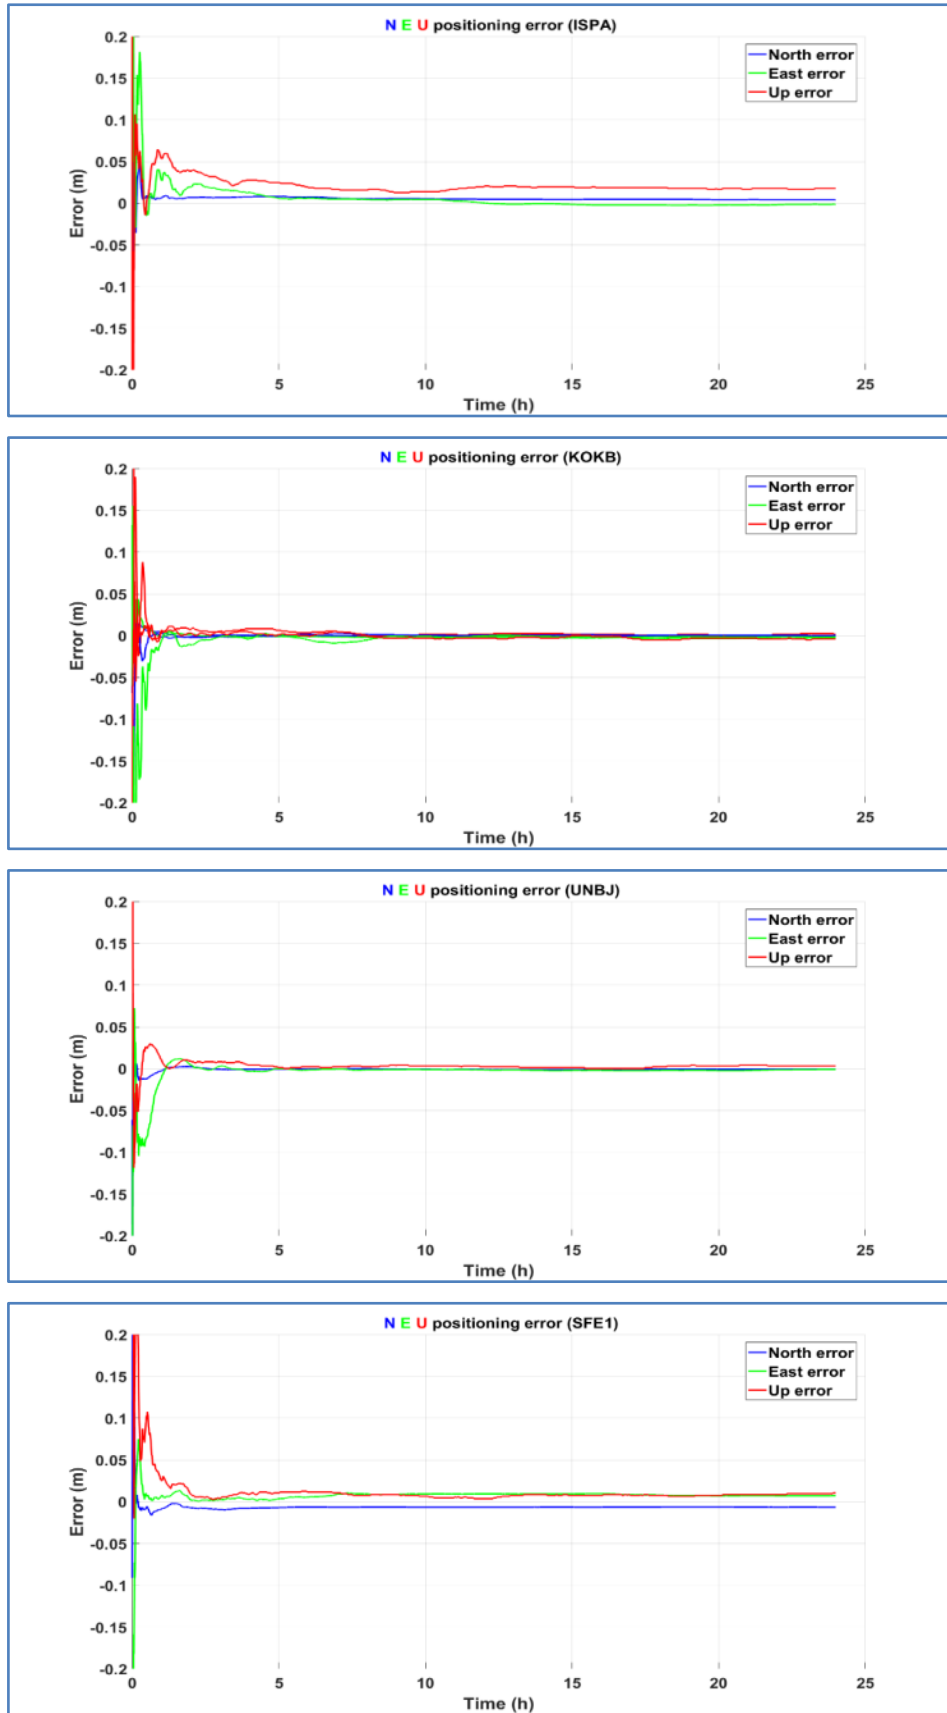 N E U positioning error (ISPA)
0.2
0.15
0.1
0.05
0
-0.05
-0.1
-0.15
-0.2
Error (m)
North error
East error
Up error
0 5 10 15 20 25
Time (h)
N E U positioning error (KOKB)
0.2
0.15
0.1
0.05
0
-0.05
-0.1
-0.15
-0.2
Error (m)
North error
East error
Up error
0 5 10 15 20 25
Time (h)
N E U positioning error (UNBJ)
0.2
0.15
0.1
0.05
0
-0.05
-0.1
-0.15
-0.2
Error (m)
North error
East error
Up error
0 5 10 15 20 25
Time (h)
N E U positioning error (SFE1)
0.2
0.15
0.1
0.05
0
-0.05
-0.1
-0.15
-0.2
Error (m)
North error
East error
Up error
0 5 10 15 20 25
Time (h)